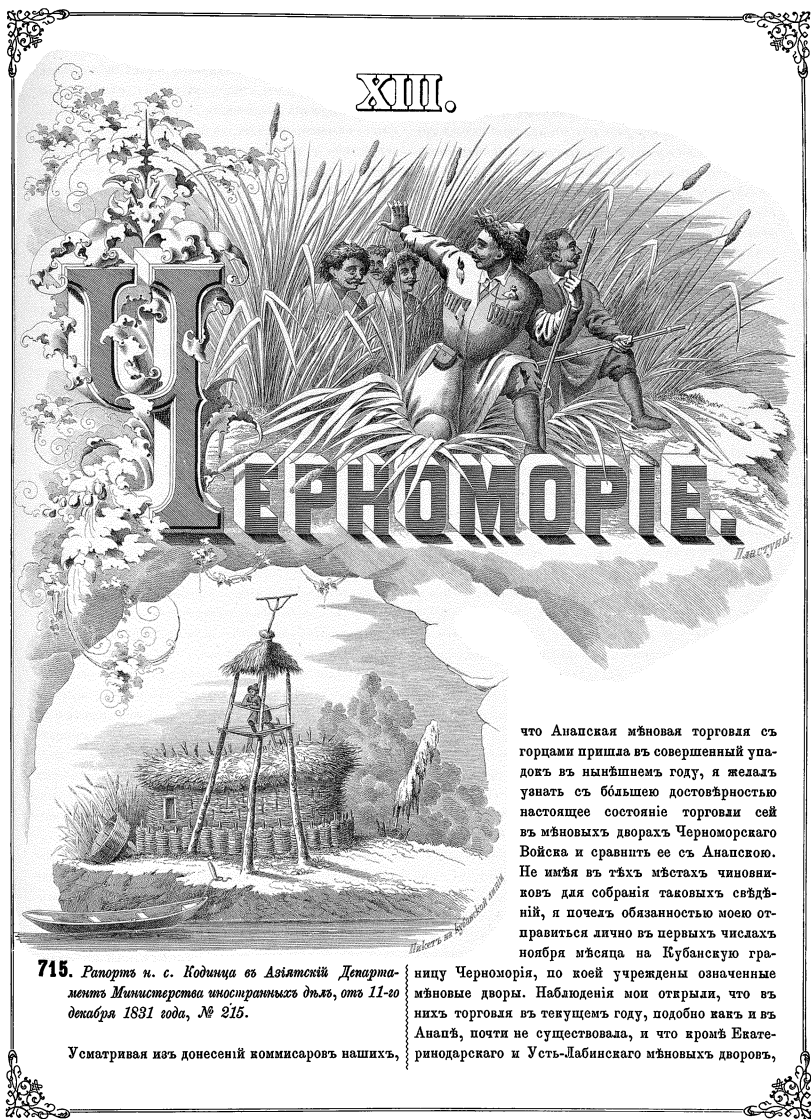 XIII.
ЧЕРНОМОРІЕ.
Пластуны.
Пикетъ на Кубанской линіи
715. Рапортъ н. с. Кодинца въ Азіятскій Департа-
ментъ Министерства иностранныхъ дѣлъ, отъ 11-го
декабря 1831 года, № 215.
Усматривая изъ донесеній коммисаровъ нашихъ,
что Анапская мѣновая торговля съ
горцами пришла въ совершенный упа-
докъ въ нынѣшнемъ году, я желалъ
узнать съ бо́льшею достовѣрностью
настоящее состояніе торговли сей
въ мѣновыхъ дворахъ Черноморскаго
Войска и сравнить ее съ Анапскою.
Не имѣя въ тѣхъ мѣстахъ чиновни-
ковъ для собранія таковыхъ свѣдѣ-
ній, я почелъ обязанностью моею от-
правиться лично въ первыхъ числахъ
ноября мѣсяца на Кубанскую гра-
ницу Черноморія, по коей учреждены означенные
мѣновые дворы. Наблюденія мои открыли, что въ
нихъ торговля въ текущемъ году, подобно какъ и въ
Анапѣ, почти не существовала, и что кромѣ Екате-
ринодарскаго и Усть-Лабинскаго мѣновыхъ дворовъ,